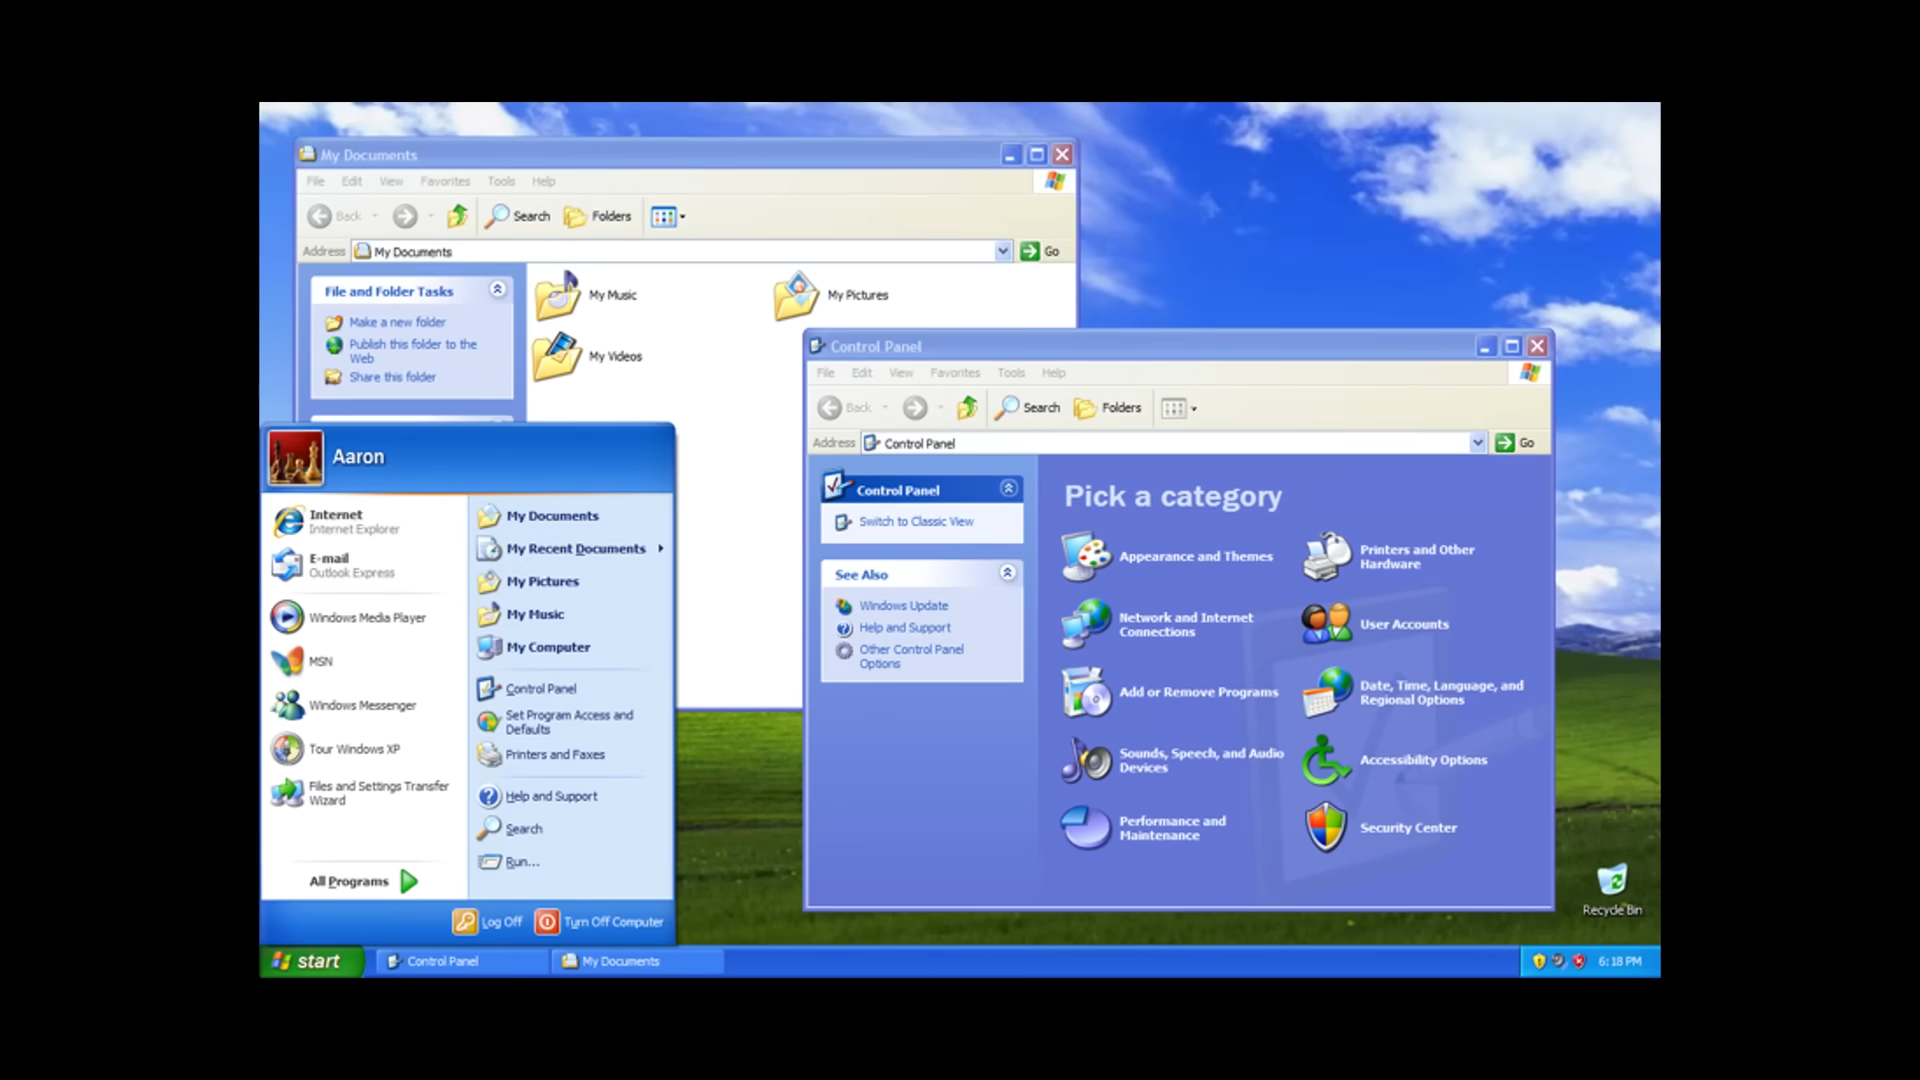 My Documents
File Edit View Favorites Tools Help
Back Search Folders
Address My Documents Go
File and Folder Tasks
Make a new folder
Publish this folder to the
Web
Share this folder
My Music
My Pictures
My Videos
Control Panel
File Edit View Favorites Tools Help
Back Search Folders
Address Control Panel Go
Control Panel
Switch to Classic View
See Also
Windows Update
Help and Support
Other Control Panel
Options
Pick a category
Appearance and Themes
Printers and Other
Hardware
Network and Internet
Connections
User Accounts
Add or Remove Programs
Date, Time, Language, and
Regional Options
Sounds, Speech, and Audio
Devices
Accessibility Options
Performance and
Maintenance
Security Center
Aaron
Internet
Internet Explorer
E-mail
Outlook Express
Windows Media Player
MSN
Windows Messenger
Tour Windows XP
Files and Settings Transfer
Wizard
All Programs
My Documents
My Recent Documents
My Pictures
My Music
My Computer
Control Panel
Set Program Access and
Defaults
Printers and Faxes
Help and Support
Search
Run...
Log Off Turn Off Computer
Recycle Bin
start Control Panel My Documents 6:18 PM